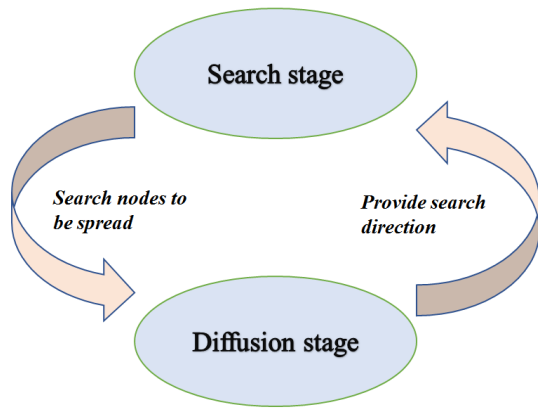 Search stage
Search nodes to
be spread
Provide search
direction
Diffusion stage